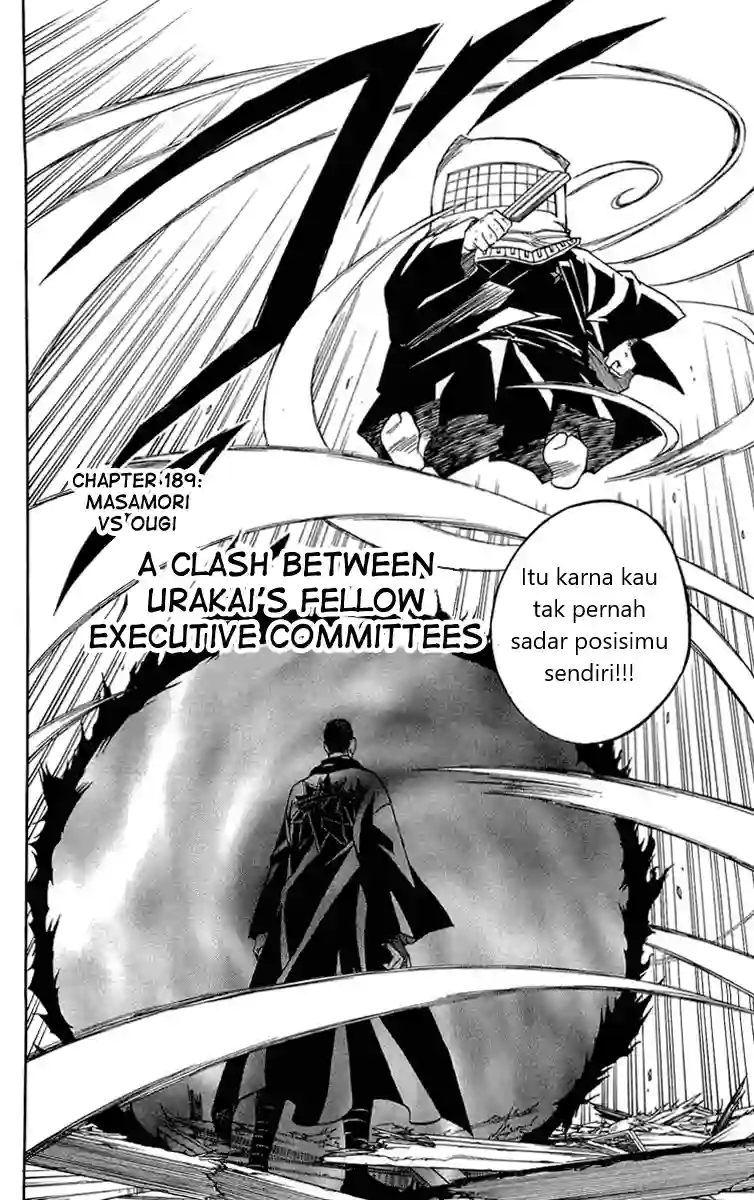 CHAPTER 189:
MASAMORI
VS OUGI
A CLASH BETWEEN
URAKAI'S FELLOW
EXECUTIVE COMMITTEES
Itu karna kau
tak pernah
sadar posisimu
sendiri!!!